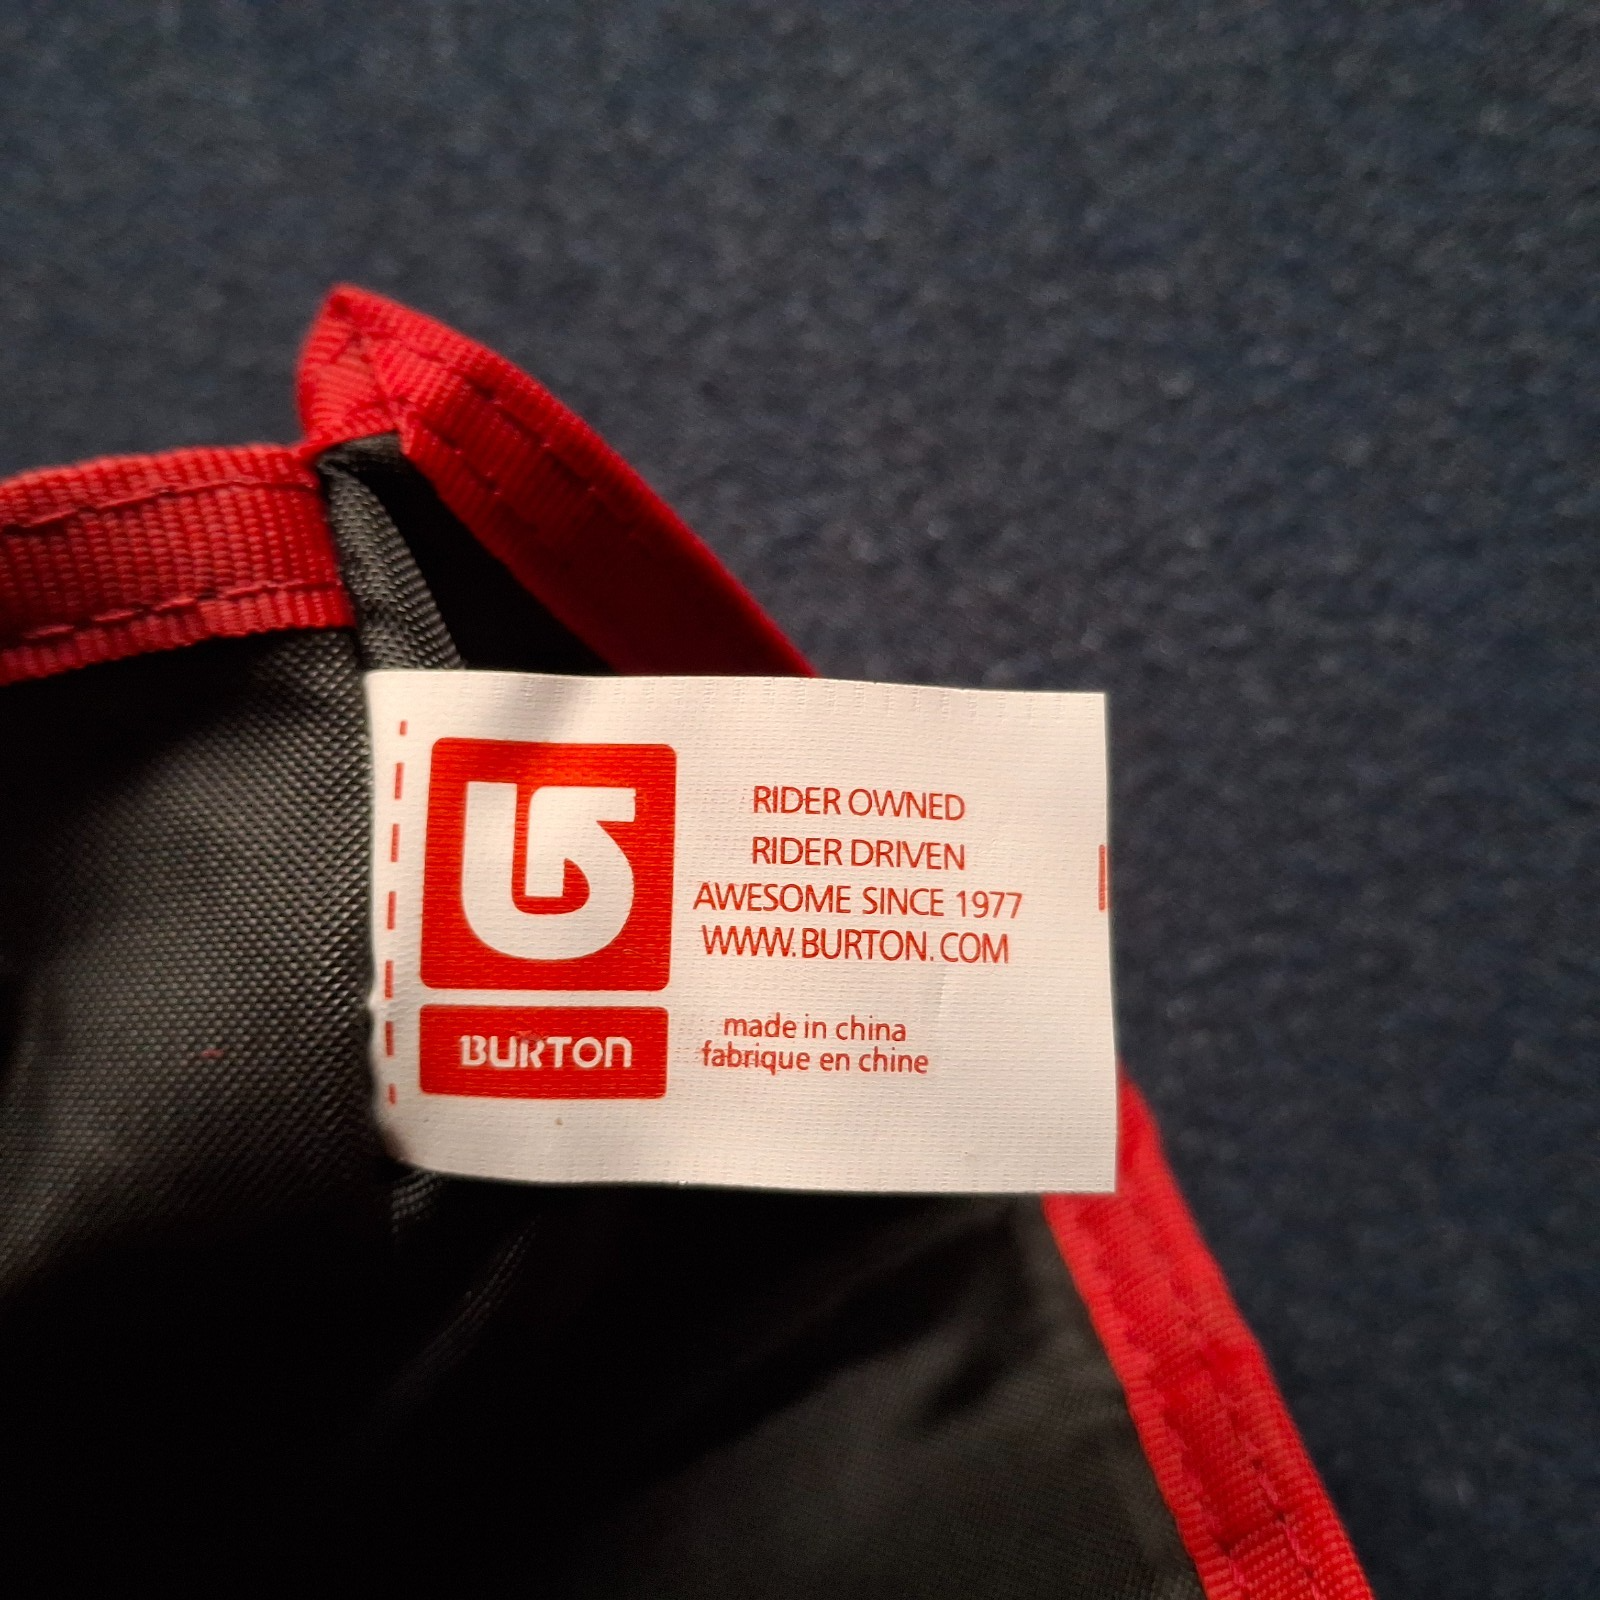 RIDER OWNED
RIDER DRIVEN
AWESOME SINCE 1977
WWW.BURTON.COM
BURTON
made in china
fabrique en chine